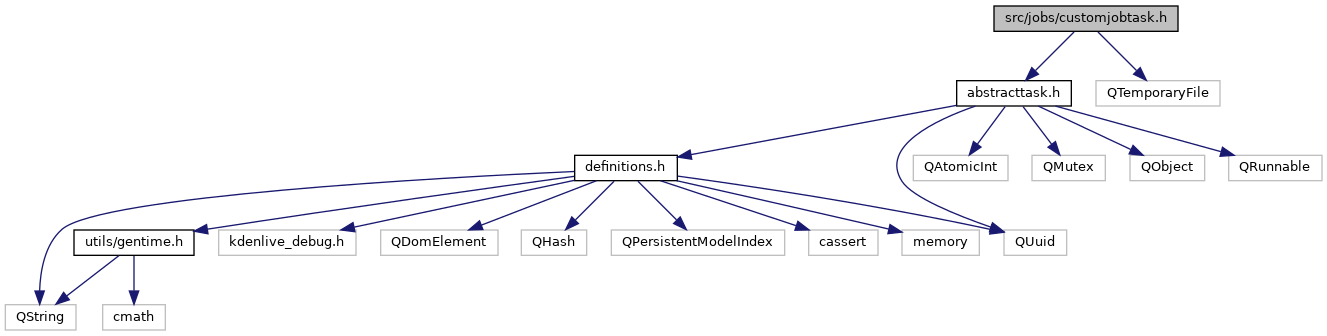 src/jobs/customjobtask.h
abstracttask.h
QTemporaryFile
definitions.h
QAtomicInt
QMutex
QObject
QRunnable
utils/gentime.h
kdenlive_debug.h
QDomElement
QHash
QPersistentModelIndex
cassert
memory
QUuid
QString
cmath